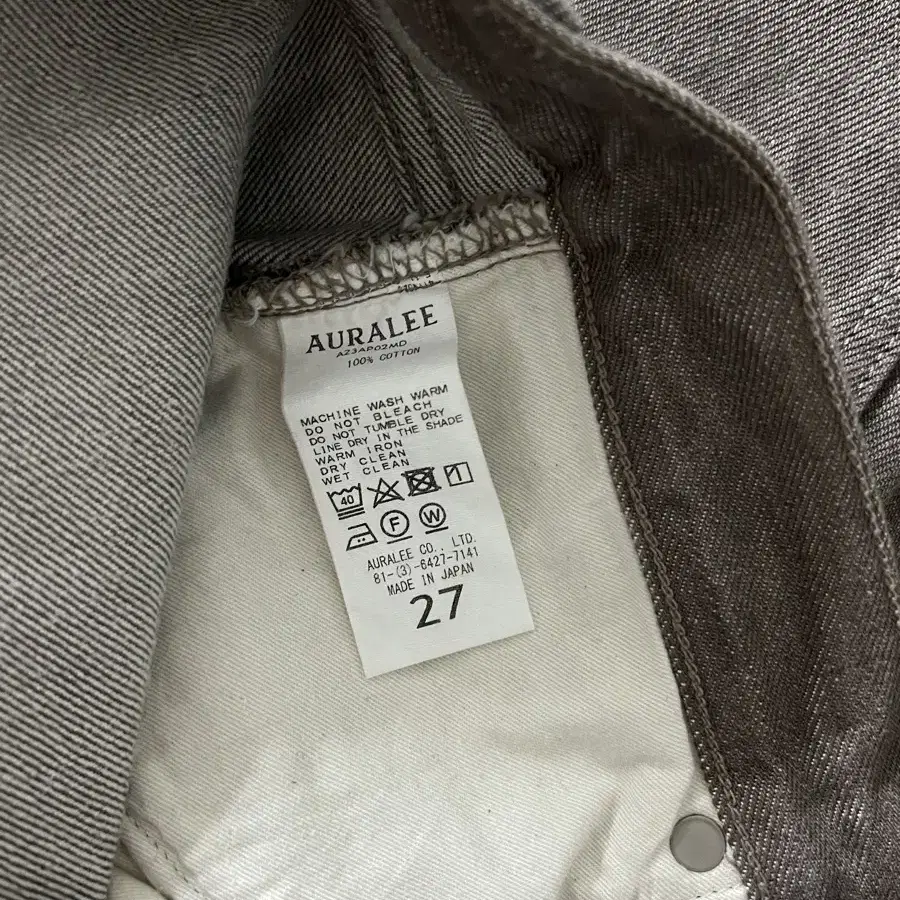 AURALEE
A23AP02MD
100% COTTON
MACHINE WASH WARM
DO NOT BLEACH
DO NOT TUMBLE DRY
LINE DRY IN THE SHADE
WARM IRON
DRY CLEAN
WET CLEAN
40
F W
AURALEE CO., LTD.
81-(3)-6427-7141
MADE IN JAPAN
27